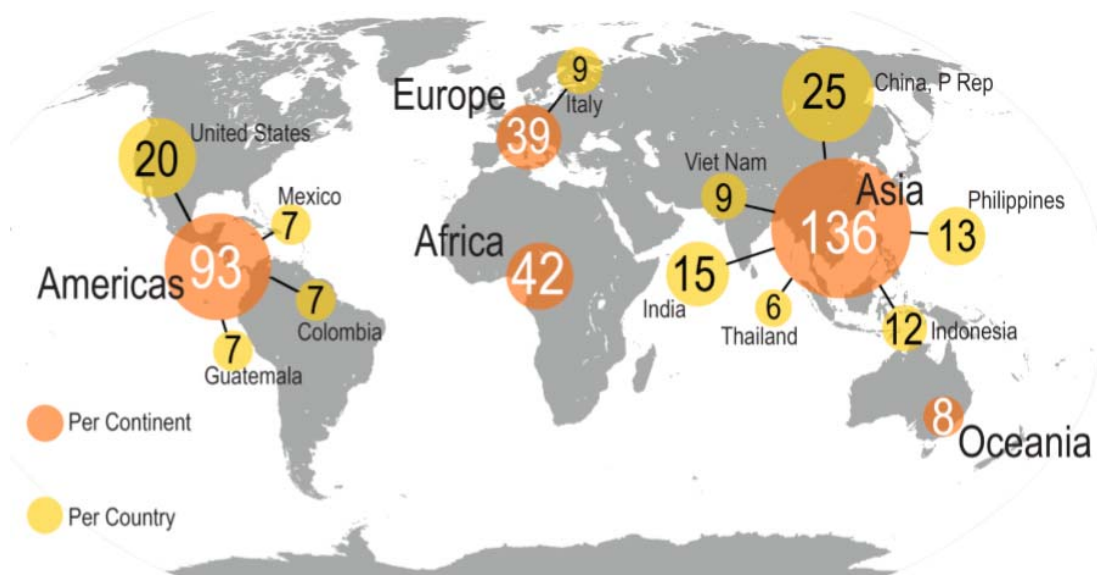 9
Europe
Italy
39
25
China, P Rep
United States
20
Viet Nam
9
Asia
136
Philippines
13
Mexico
7
Africa
42
Americas
93
15
India
6
Thailand
12
Indonesia
7
Colombia
7
Guatemala
8
Oceania
Per Continent
Per Country